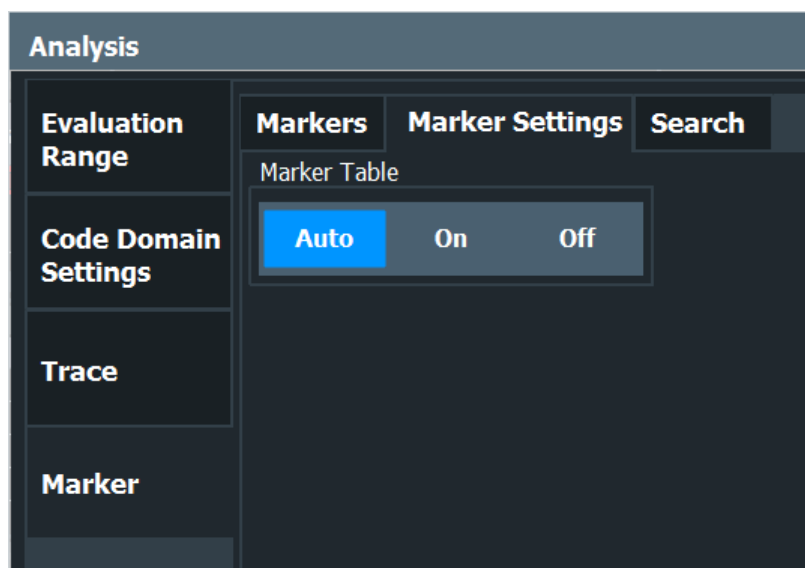 Analysis
Evaluation
Range
Code Domain
Settings
Trace
Marker
Markers Marker Settings Search
Marker Table
Auto On Off